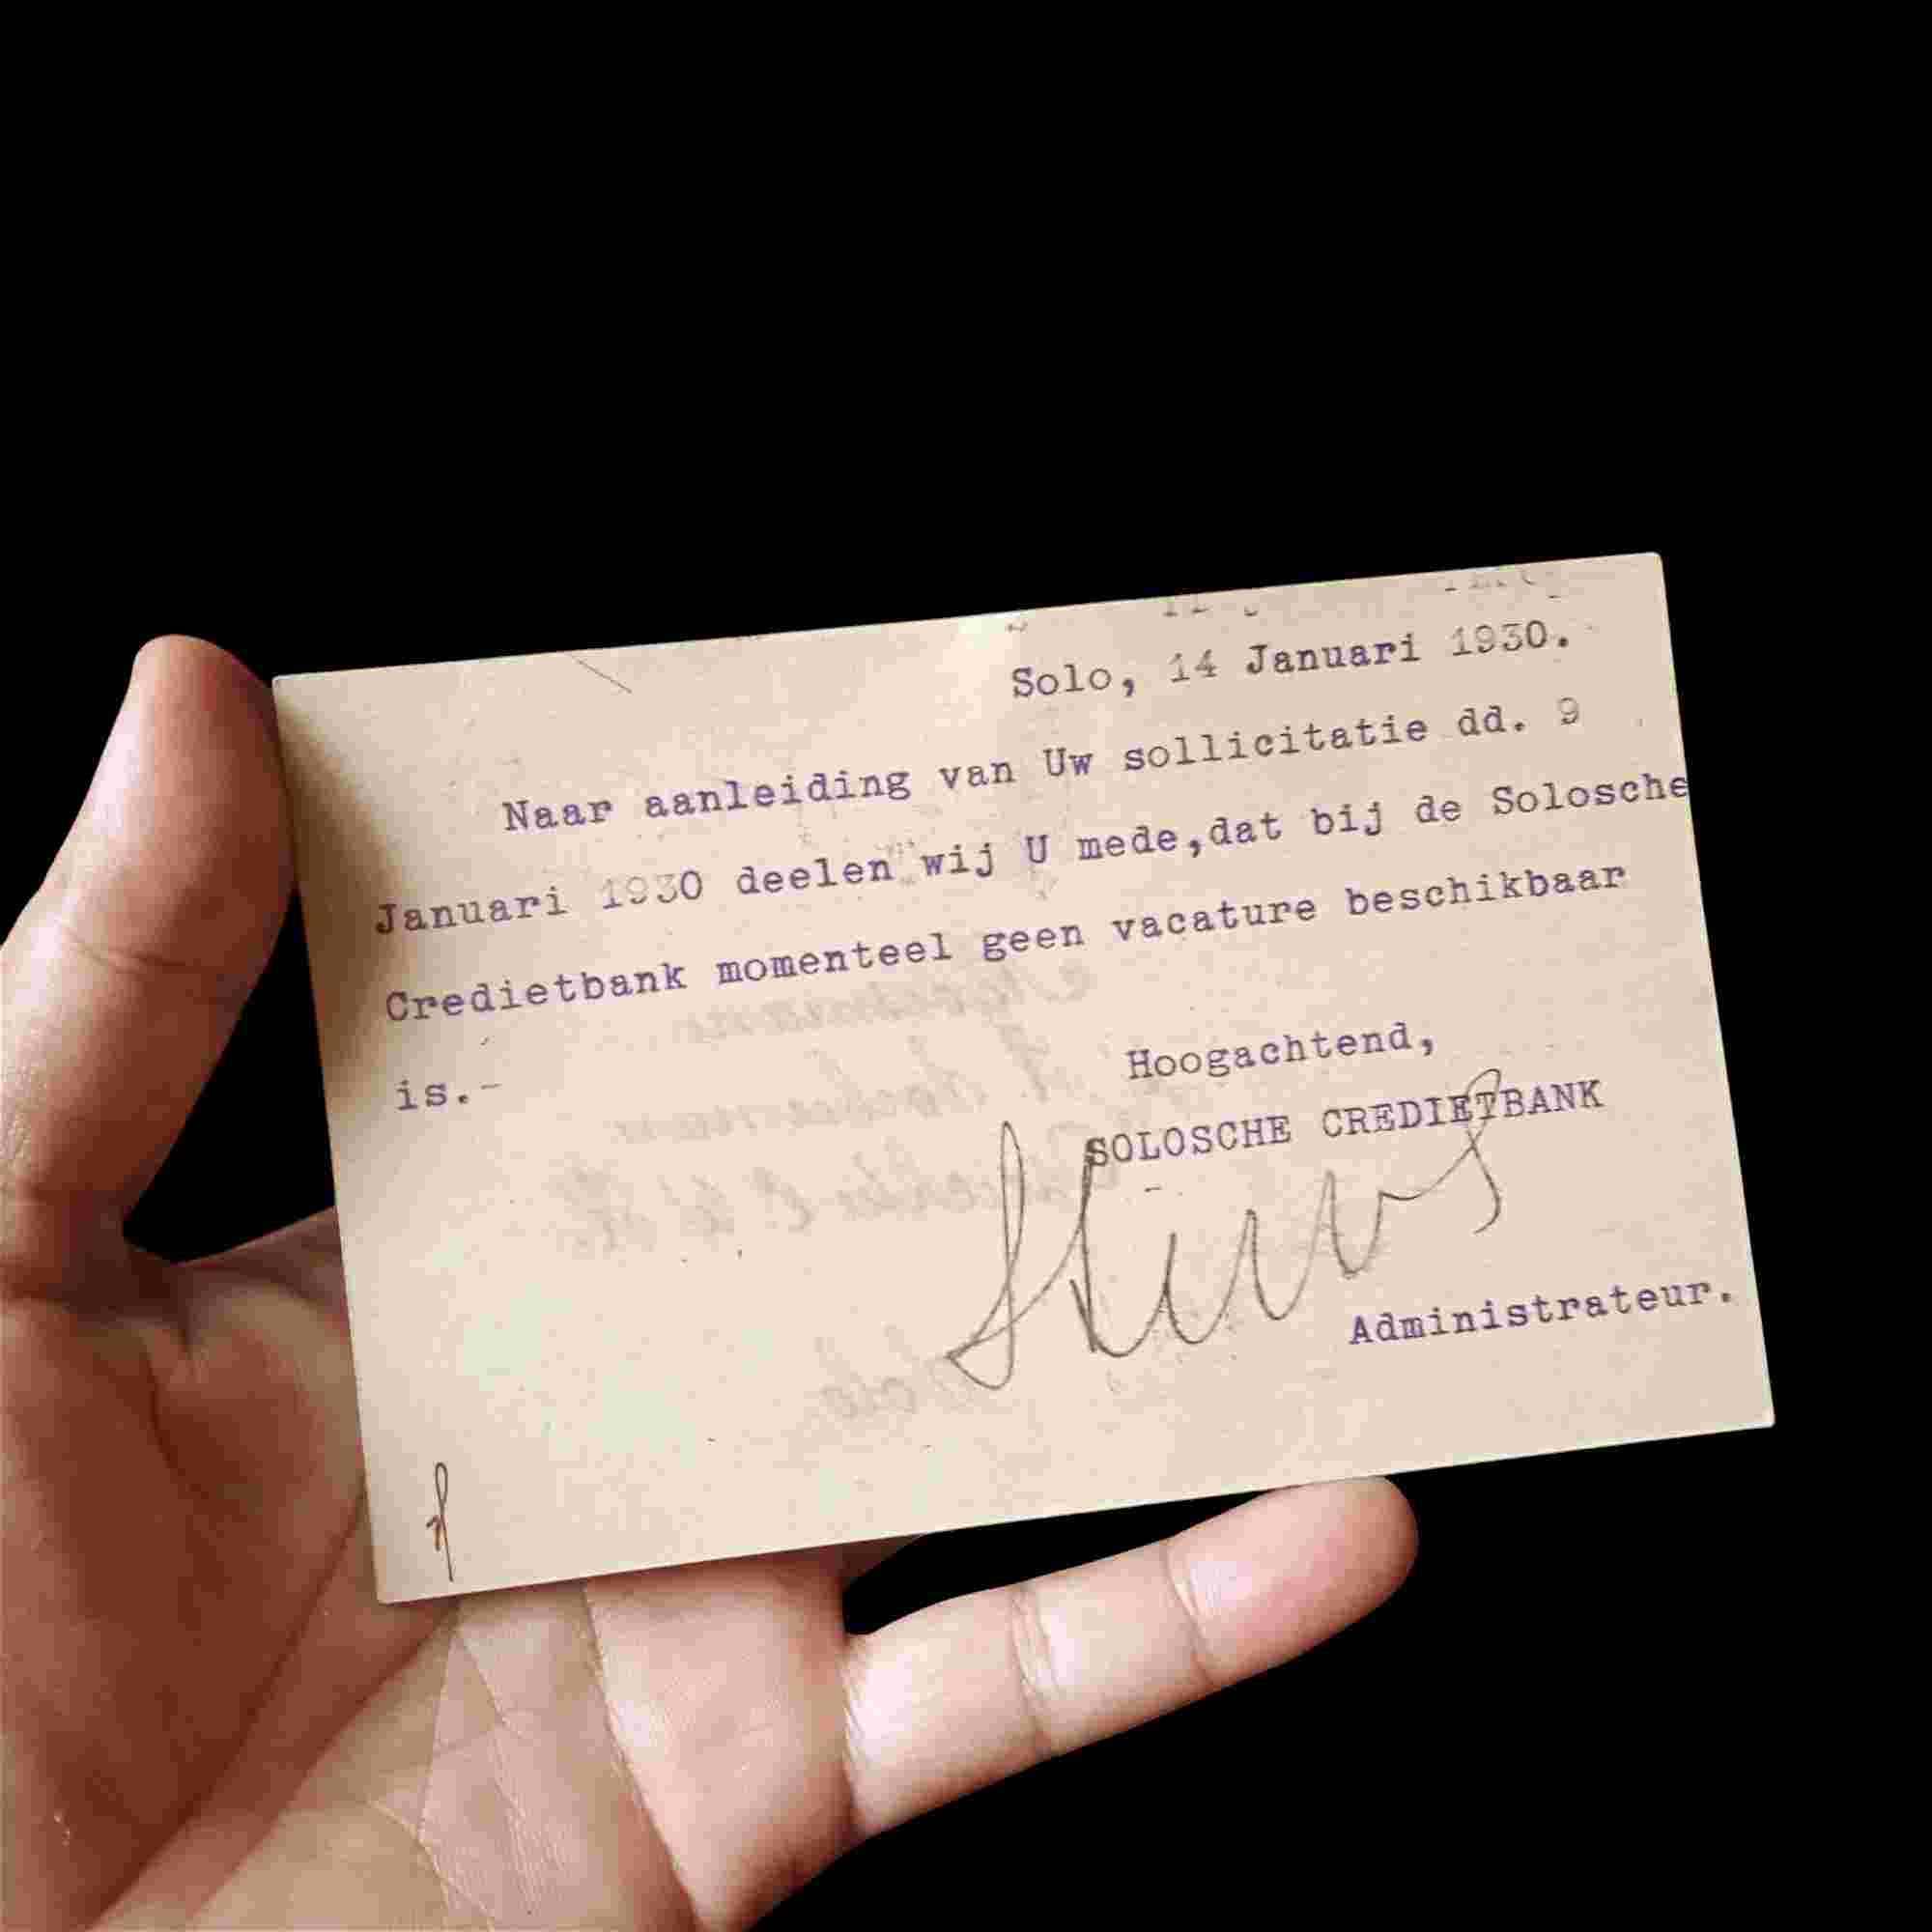 Solo, 14 Januari 1930.
Naar aanleiding van Uw sollicitatie dd. 9
Januari 1930 deelen wij U mede,dat bij de Solosche
Credietbank momenteel geen vacature beschikbaar
is.-
Hoogachtend,
SOLOSCHE CREDIETBANK
Administrateur.